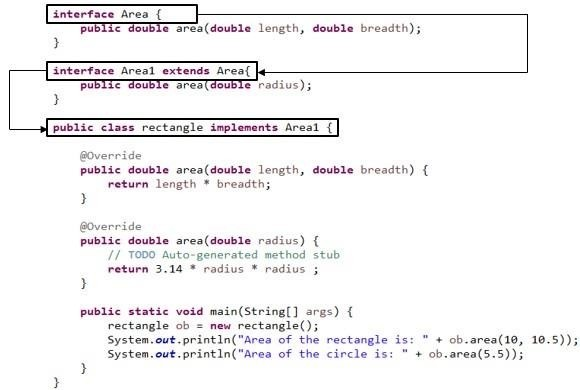 interface Area {
public double area(double length, double breadth);
}
interface Area1 extends Area{
public double area(double radius);
}
public class rectangle implements Area1 {
@Override
public double area(double length, double breadth) {
return length * breadth;
}
@Override
public double area(double radius) {
// TODO Auto-generated method stub
return 3.14 * radius * radius ;
}
public static void main(String[] args) {
rectangle ob = new rectangle();
System.out.println("Area of the rectangle is: " + ob.area(10, 10.5));
System.out.println("Area of the circle is: " + ob.area(5.5));
}
}